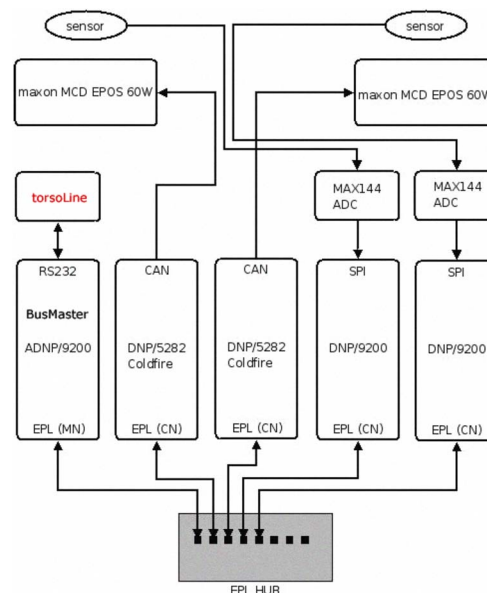 sensor
sensor
maxon MCD EPOS 60W
maxon MCD EPOS 60W
torsoLine
MAX144
ADC
MAX144
ADC
RS232
CAN
CAN
SPI
SPI
BusMaster
ADNP/9200
DNP/5282
Coldfire
DNP/5282
Coldfire
DNP/9200
DNP/9200
EPL (MN)
EPL (CN)
EPL (CN)
EPL (CN)
EPL (CN)
EPL HUB